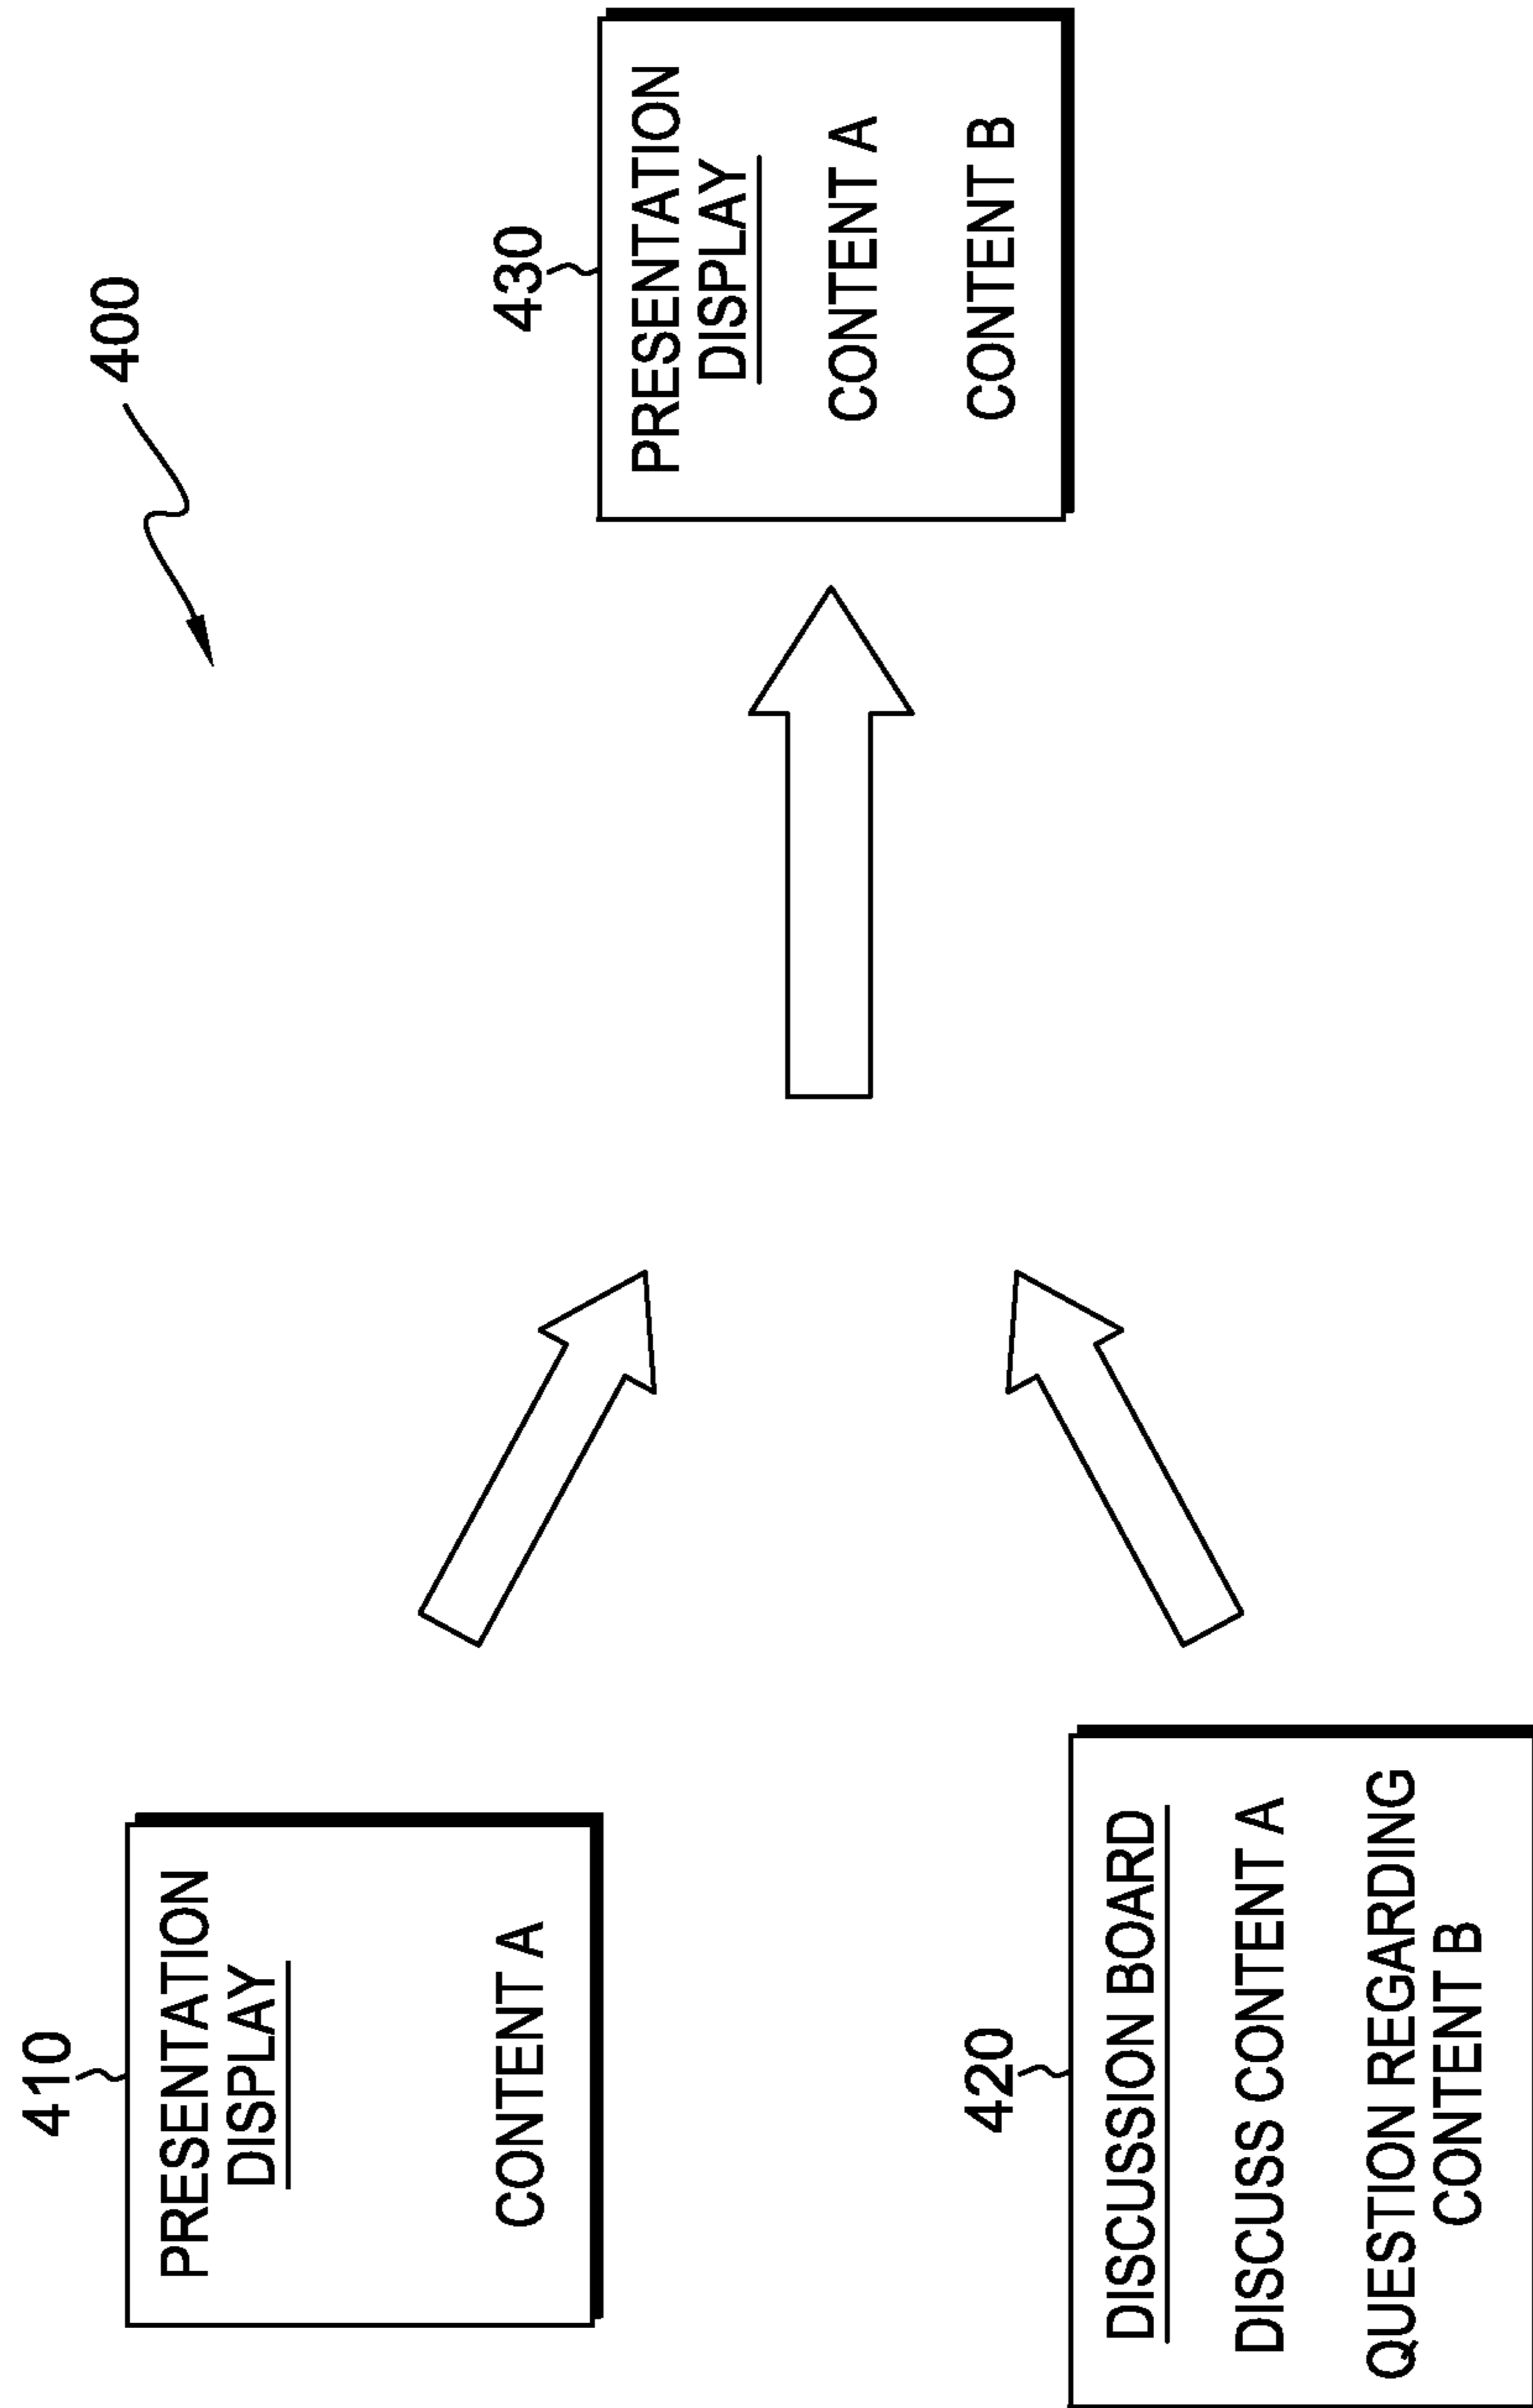 400
410
PRESENTATION
DISPLAY
CONTENT A
420
DISCUSSION BOARD
DISCUSS CONTENT A
QUESTION REGARDING
CONTENT B
430
PRESENTATION
DISPLAY
CONTENT A
CONTENT B